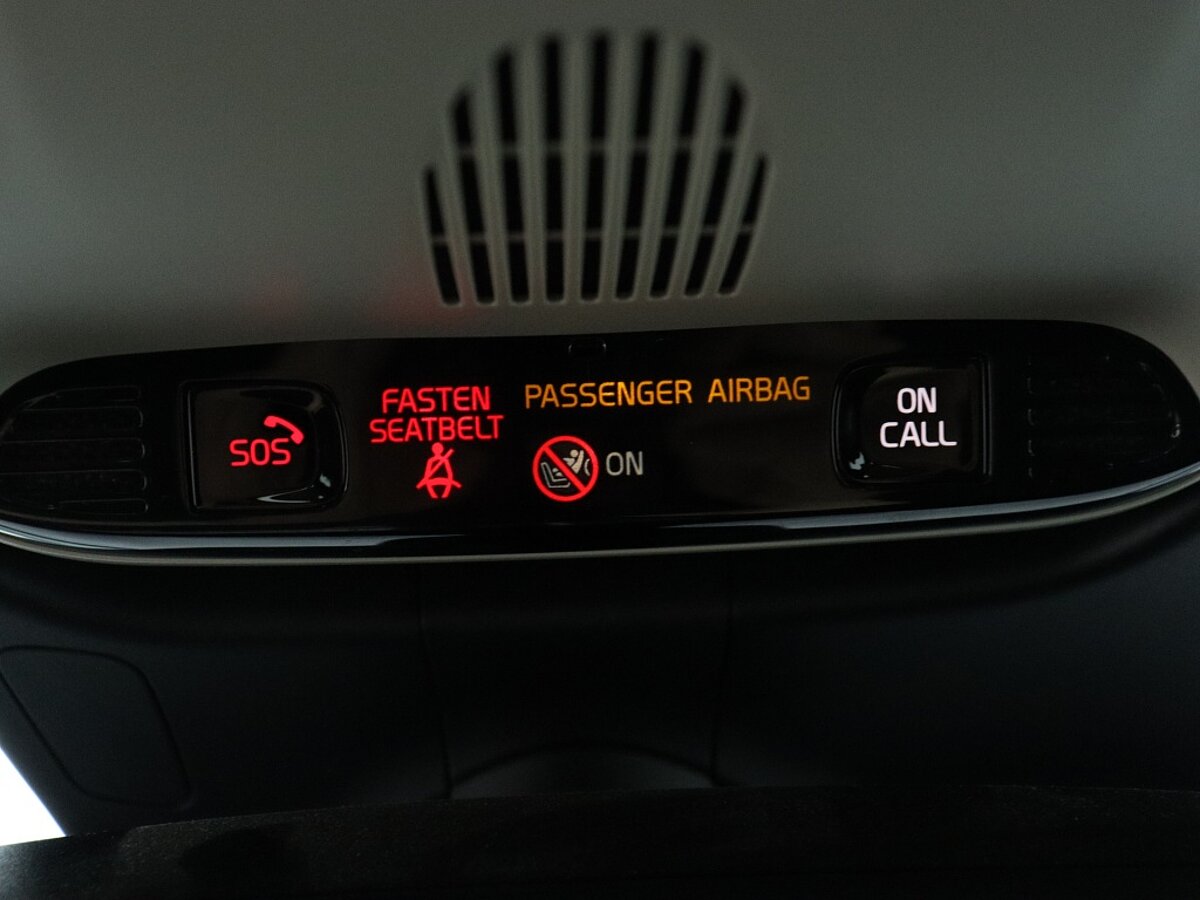 SOS
FASTEN
SEATBELT
PASSENGER AIRBAG
ON
ON
CALL